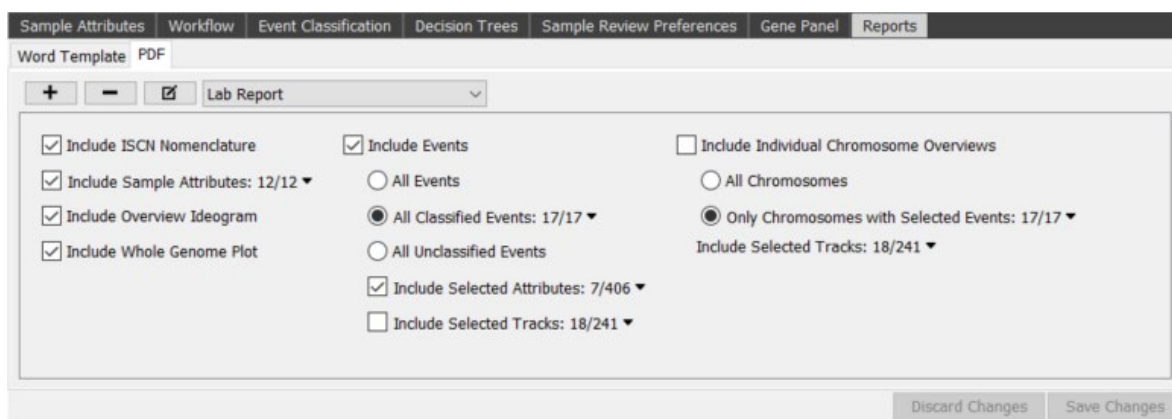 Sample Attributes Workflow Event Classification Decision Trees Sample Review Preferences Gene Panel Reports
Word Template PDF
Lab Report
Include ISCN Nomenclature
Include Sample Attributes: 12/12
Include Overview Ideogram
Include Whole Genome Plot
Include Events
All Events
All Classified Events: 17/17
All Unclassified Events
Include Selected Attributes: 7/406
Include Selected Tracks: 18/241
Include Individual Chromosome Overviews
All Chromosomes
Only Chromosomes with Selected Events: 17/17
Include Selected Tracks: 18/241
Discard Changes Save Changes